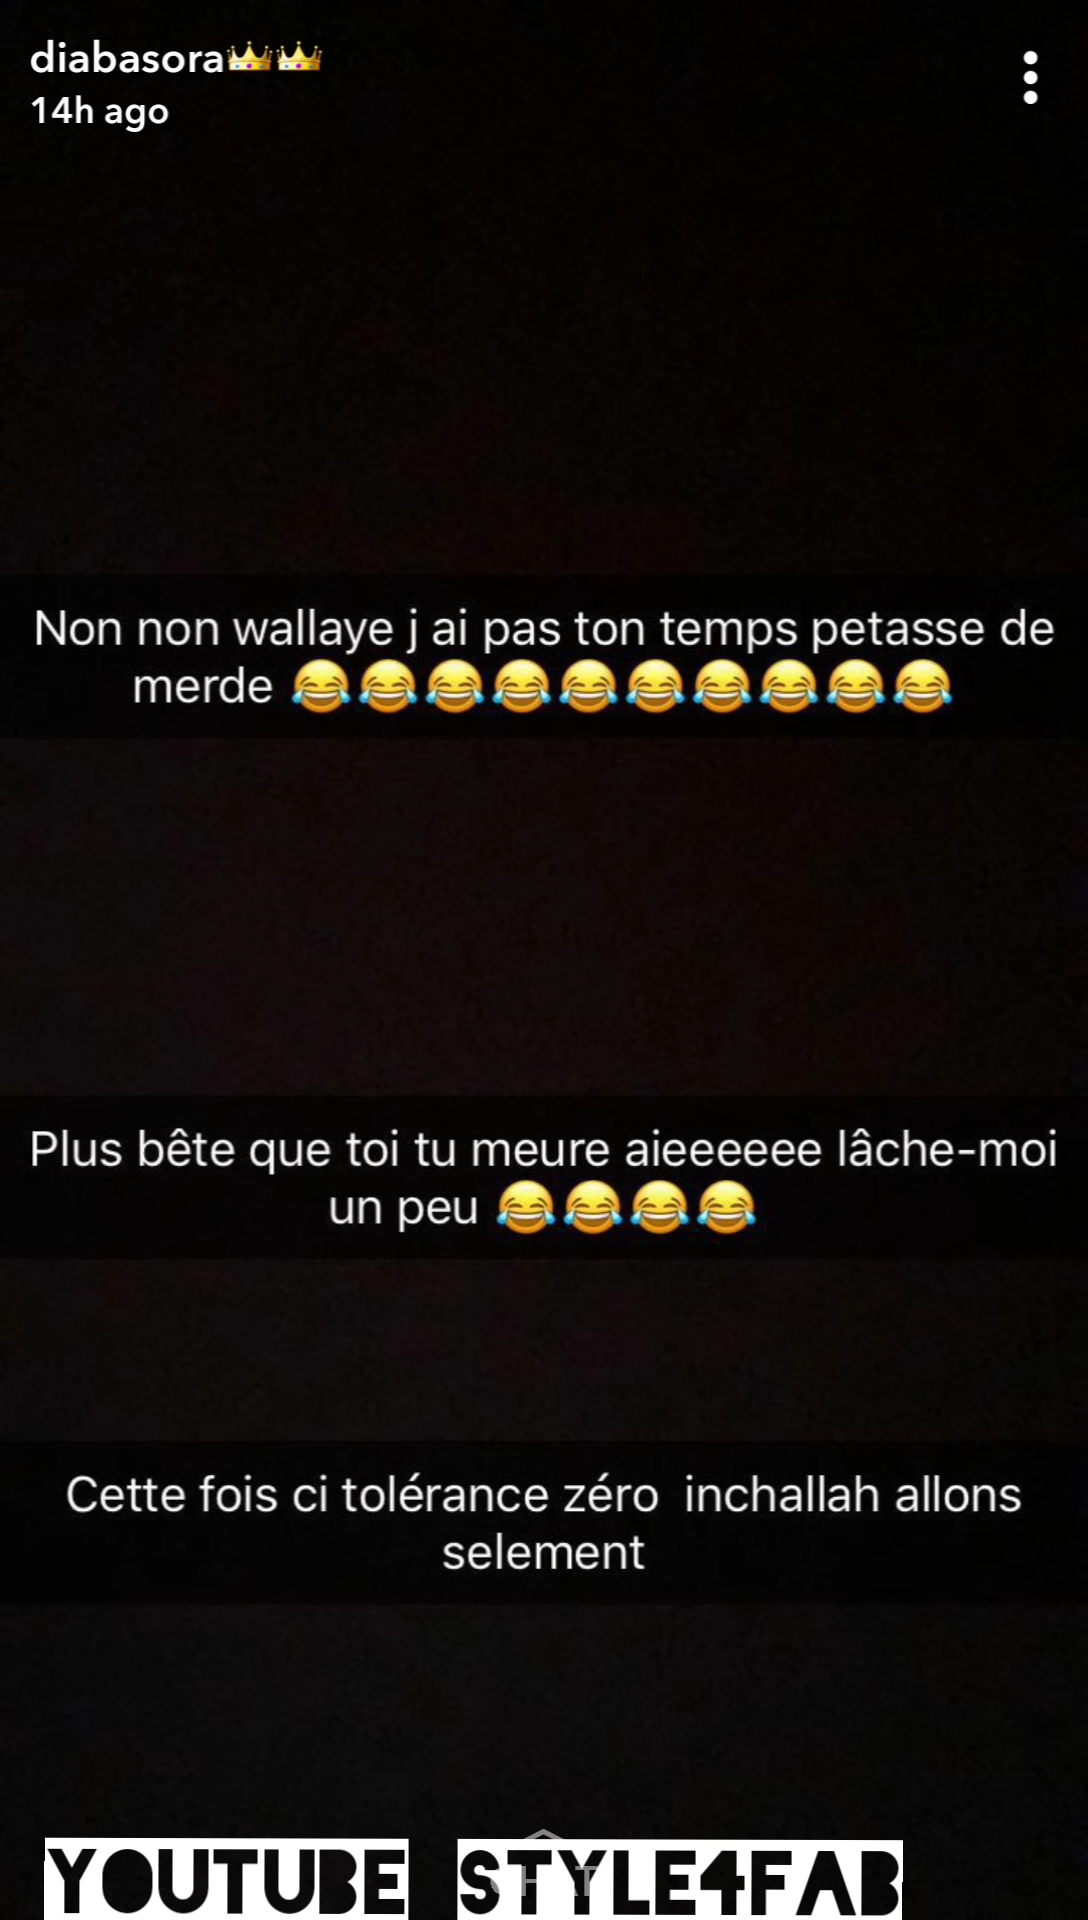 diabasora👑👑
14h ago
Non non wallaye j ai pas ton temps petasse de
merde 😂😂😂😂😂😂😂😂😂😂
Plus bête que toi tu meure aieeeeee lâche-moi
un peu 😂😂😂😂
Cette fois ci tolérance zéro  inchallah allons
selement
CHAT
YOUTUBE STYLE4FAB